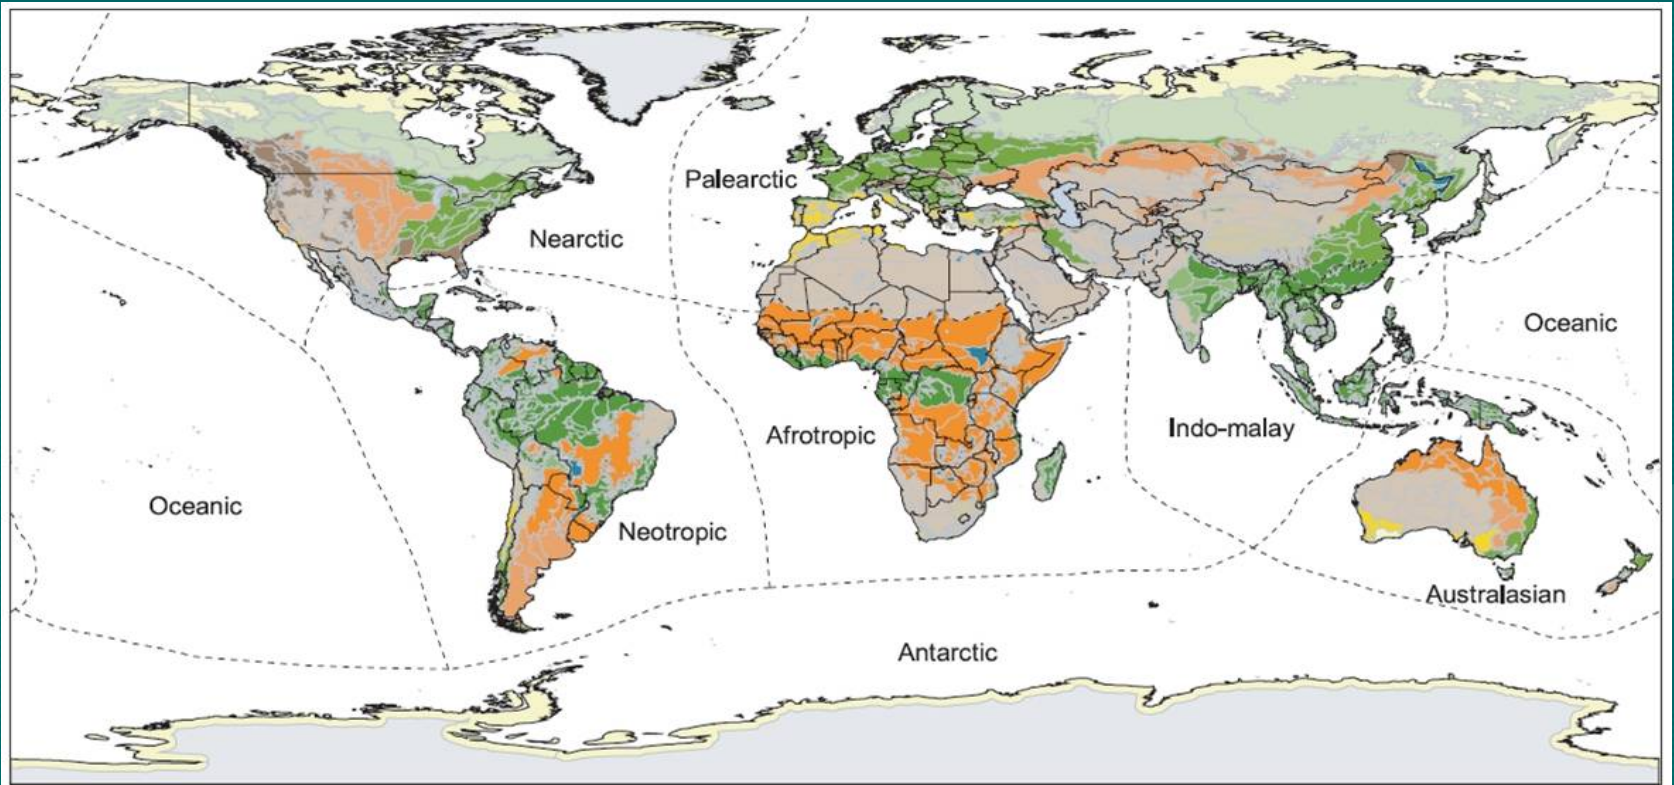 Palearctic
Nearctic
Oceanic
Afrotropic
Indo-malay
Oceanic
Neotropic
Australasian
Antarctic